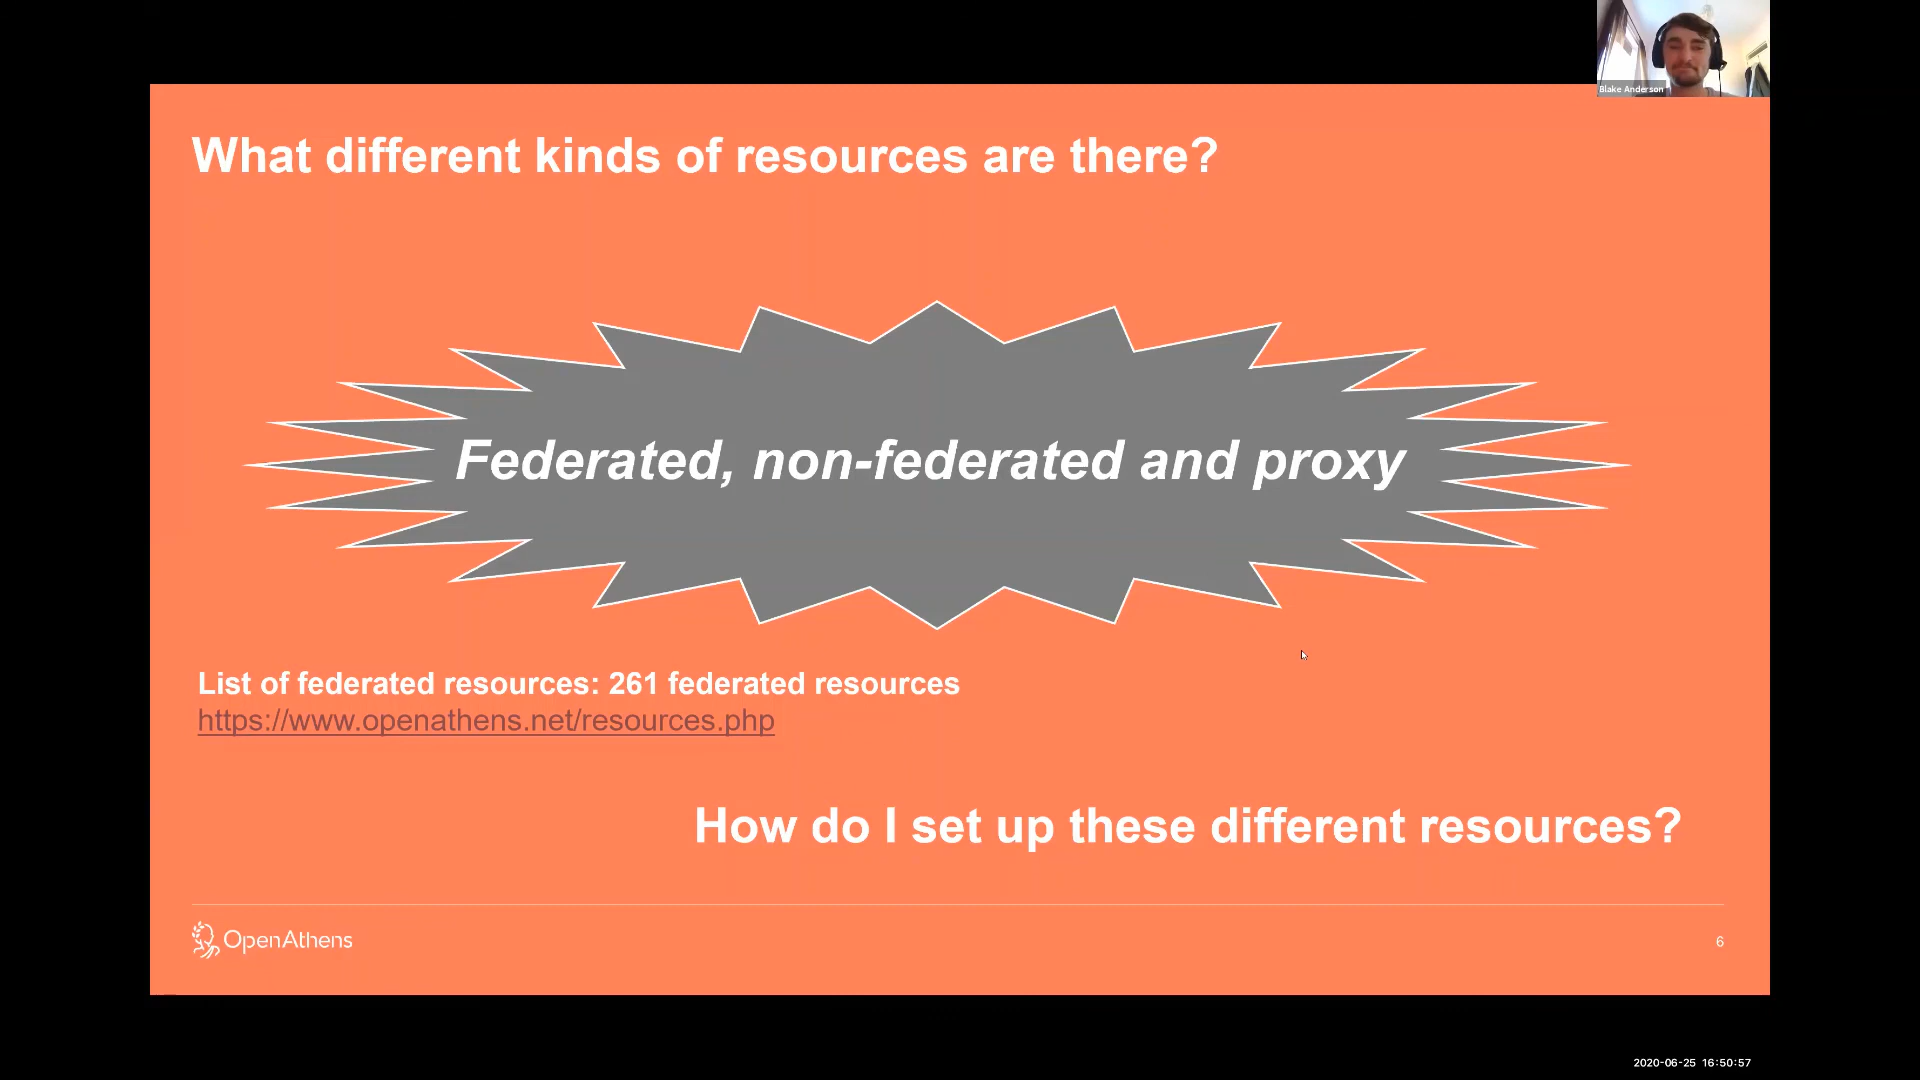 Blake Anderson
What different kinds of resources are there?
Federated, non-federated and proxy
List of federated resources: 261 federated resources
https://www.openathens.net/resources.php
How do I set up these different resources?
OpenAthens
6
2020-06-25 16:50:57